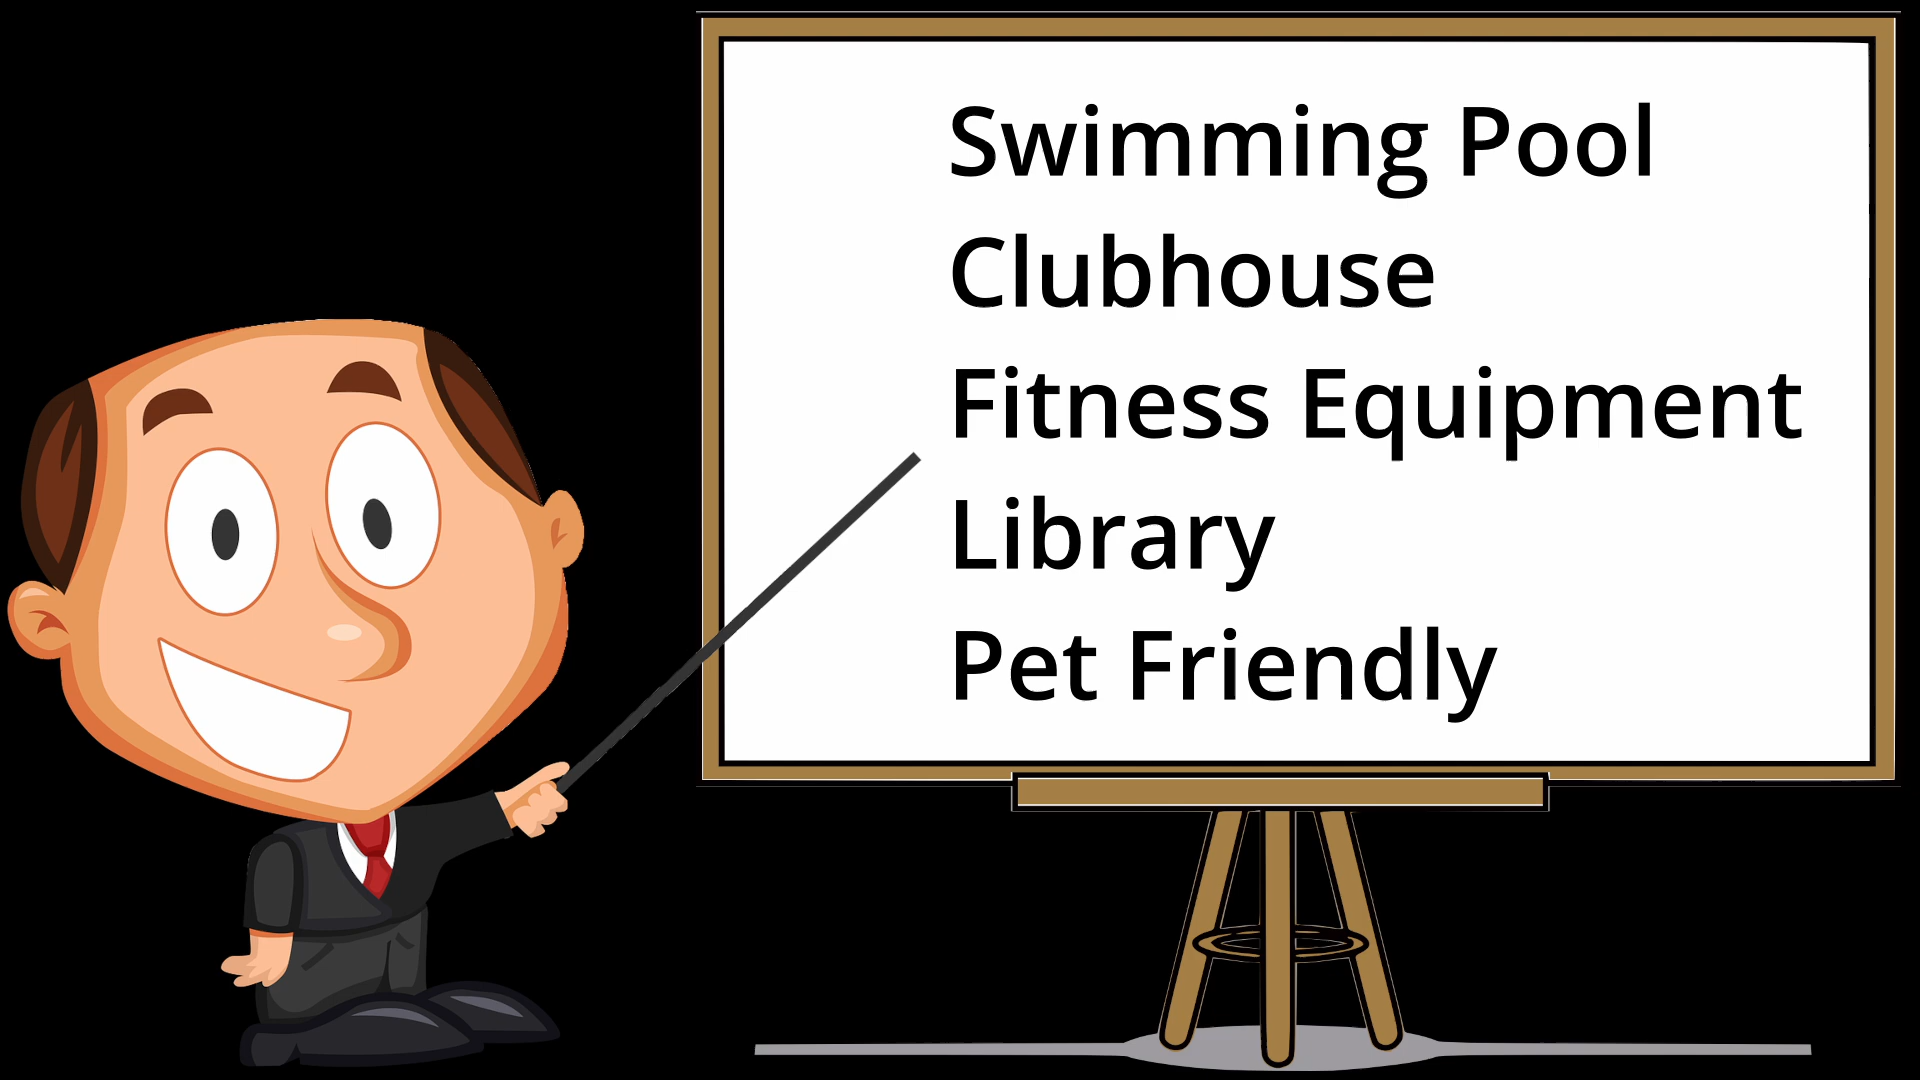 Swimming Pool
Clubhouse
Fitness Equipment
Library
Pet Friendly